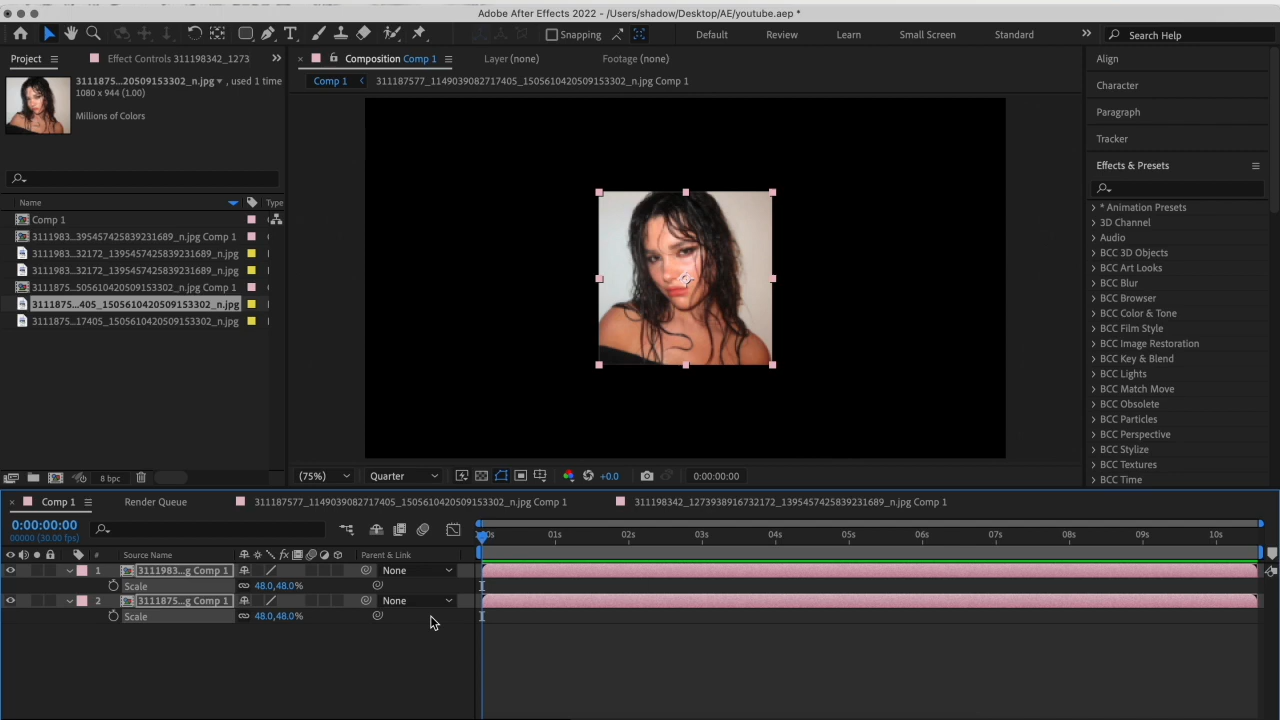 Adobe After Effects 2022 - /Users/shadow/Desktop/AE/youtube.aep *
Snapping
Default
Review
Learn
Small Screen
Standard
Search Help
Project
Effect Controls 311198342_1273
Composition Comp 1
Layer (none)
Footage (none)
Comp 1
311187577_1149039082717405_1505610420509153302_n.jpg Comp 1
3111875...20509153302_n.jpg , used 1 time
1080 x 944 (1.00)
Millions of Colors
Name
Type
Comp 1
3111983...395457425839231689_n.jpg Comp 1
3111983...32172_1395457425839231689_n.jpg
3111983...32172_1395457425839231689_n.jpg
3111875...5056104205091533​02_n.jpg Comp 1
3111875...405_1505610420509153302_n.jpg
3111875...17405_1505610420509153302_n.jpg
8 bpc
(75%)
Quarter
+0.0
0:00:00:00
Align
Character
Paragraph
Tracker
Effects & Presets
* Animation Presets
3D Channel
Audio
BCC 3D Objects
BCC Art Looks
BCC Blur
BCC Browser
BCC Color & Tone
BCC Film Style
BCC Image Restoration
BCC Key & Blend
BCC Lights
BCC Match Move
BCC Obsolete
BCC Particles
BCC Perspective
BCC Stylize
BCC Textures
BCC Time
Comp 1
Render Queue
311187577_1149039082717405_1505610420509153302_n.jpg Comp 1
311198342_1273938916732172_1395457425839231689_n.jpg Comp 1
0:00:00:00
00000 (30.00 fps)
# Source Name
Parent & Link
01s 02s 03s 04s 05s 06s 07s 08s 09s 10s
1 3111983...g Comp 1 None
Scale 48.0,48.0%
2 3111875...g Comp 1 None
Scale 48.0,48.0%